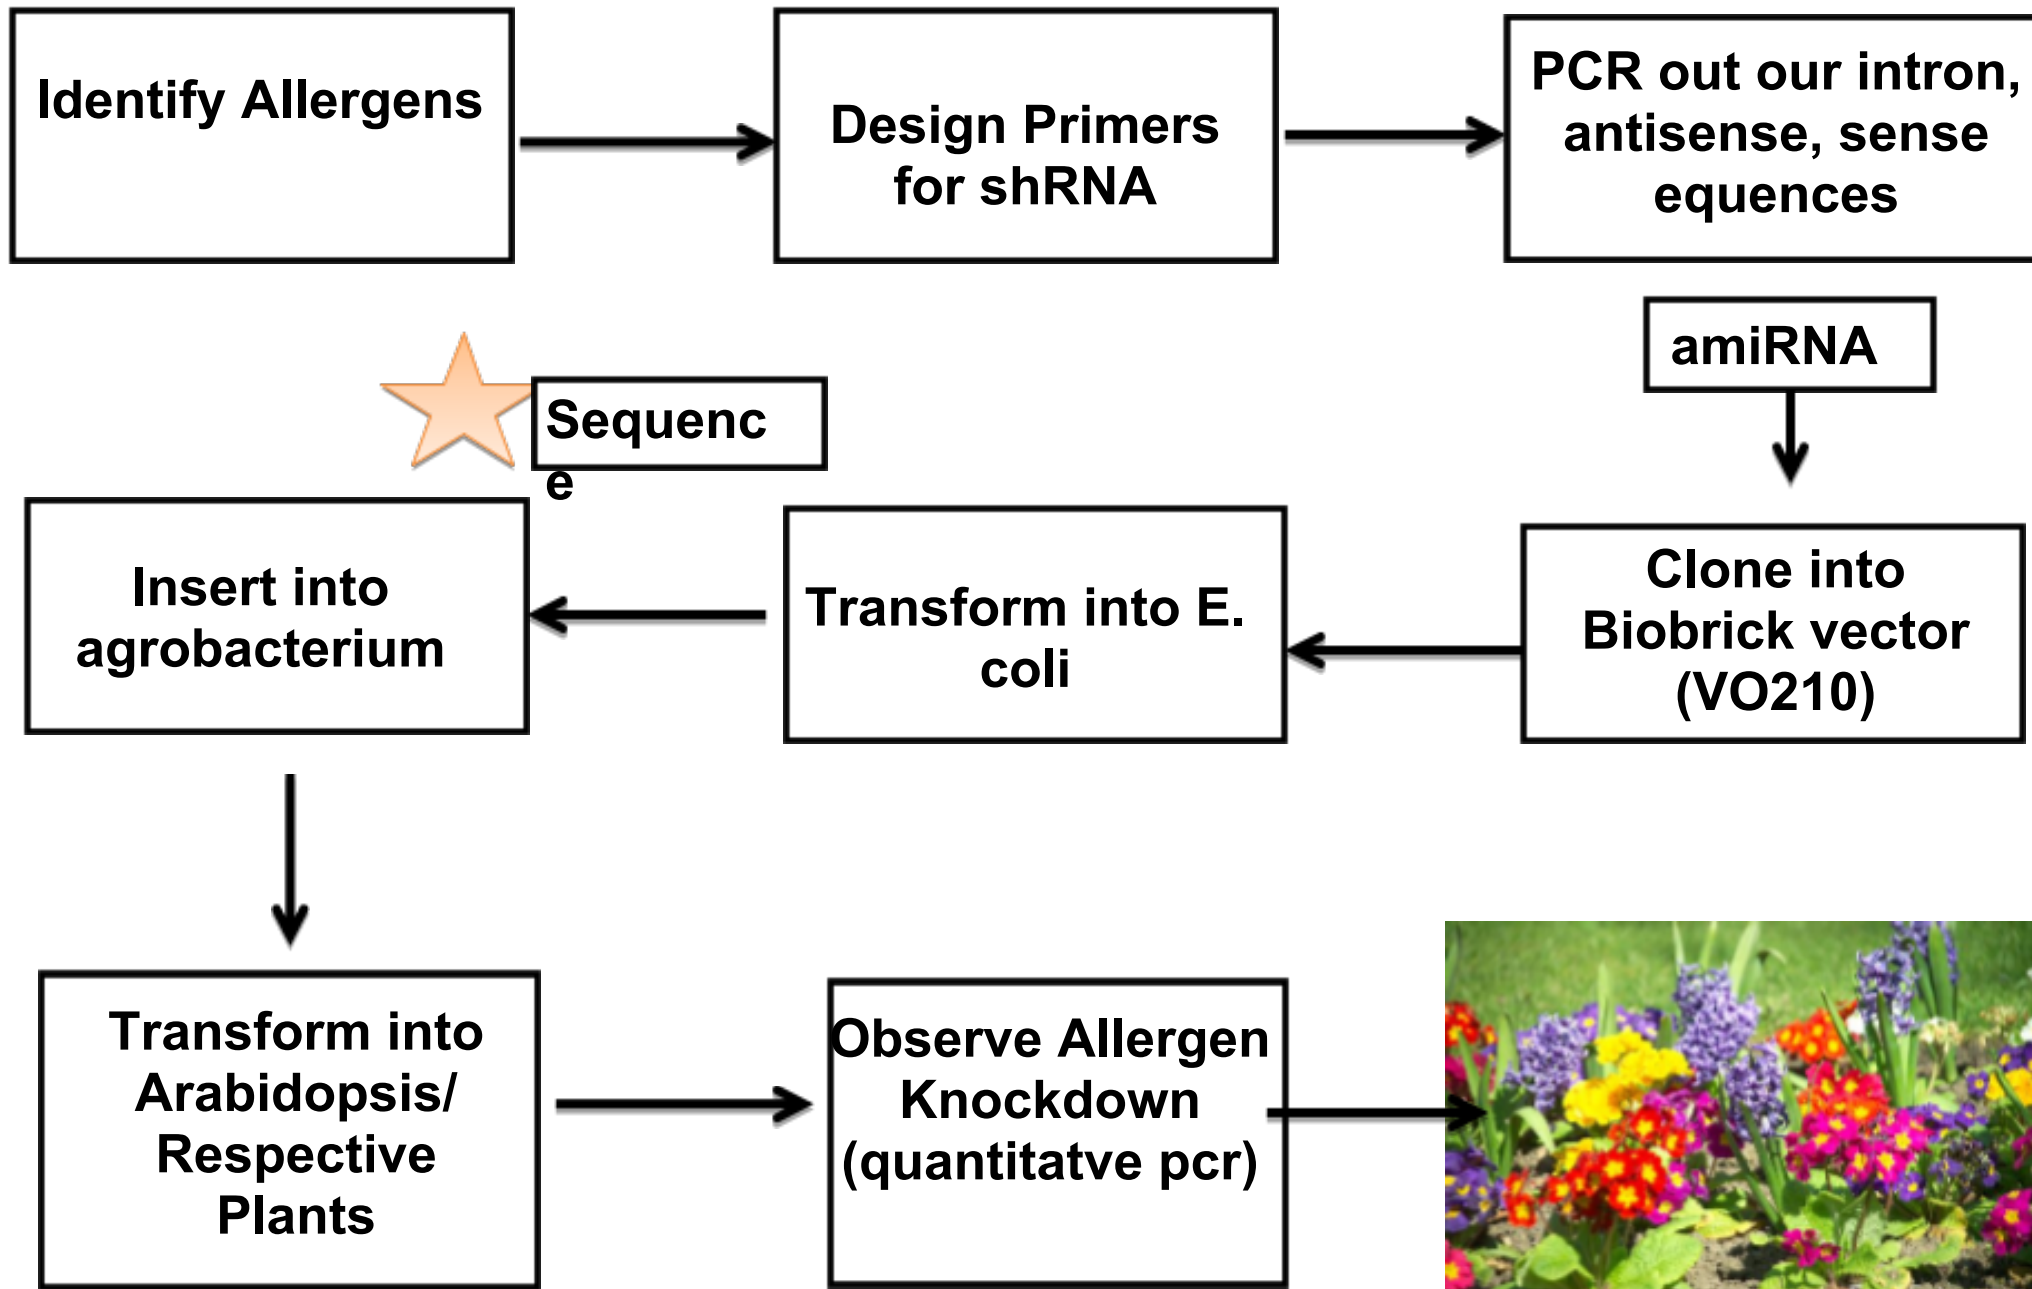 Identify Allergens
Design Primers
for shRNA
PCR out our intron,
antisense, sense
equences
amiRNA
Sequenc
e
Insert into
agrobacterium
Transform into E.
coli
Clone into
Biobrick vector
(VO210)
Transform into
Arabidopsis/
Respective
Plants
Observe Allergen
Knockdown
(quantitatve pcr)